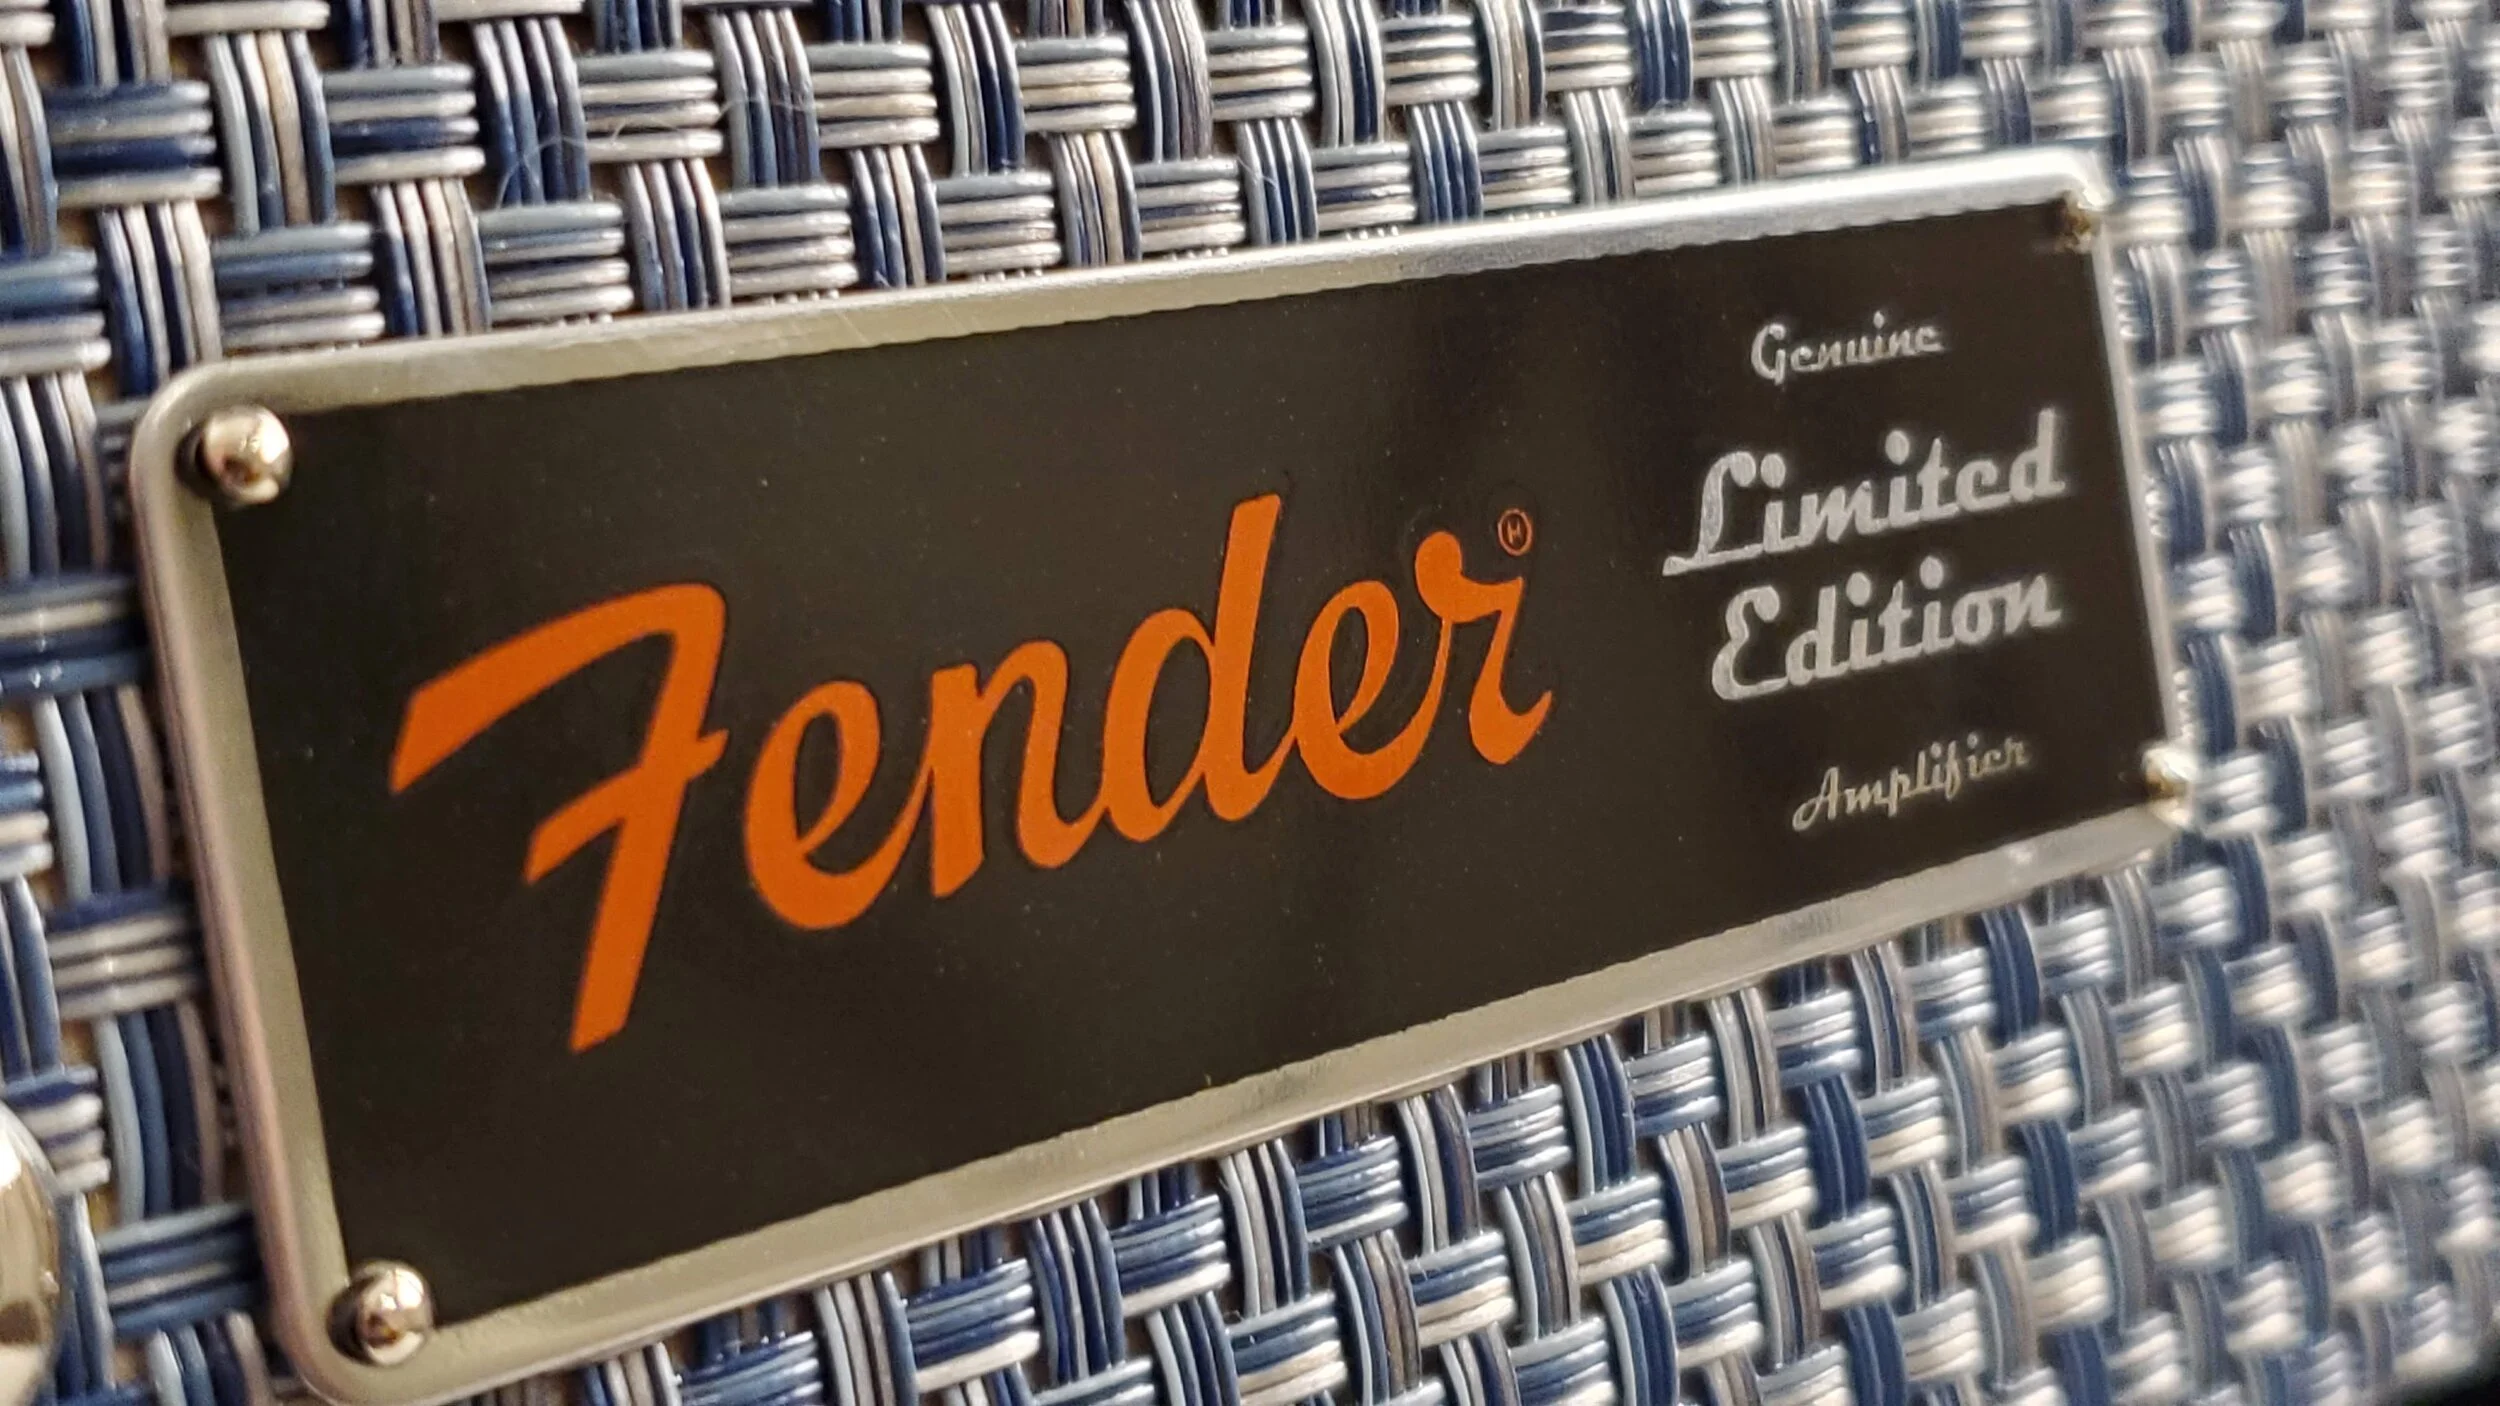 Fender®
Genuine
Limited
Edition
Amplifier